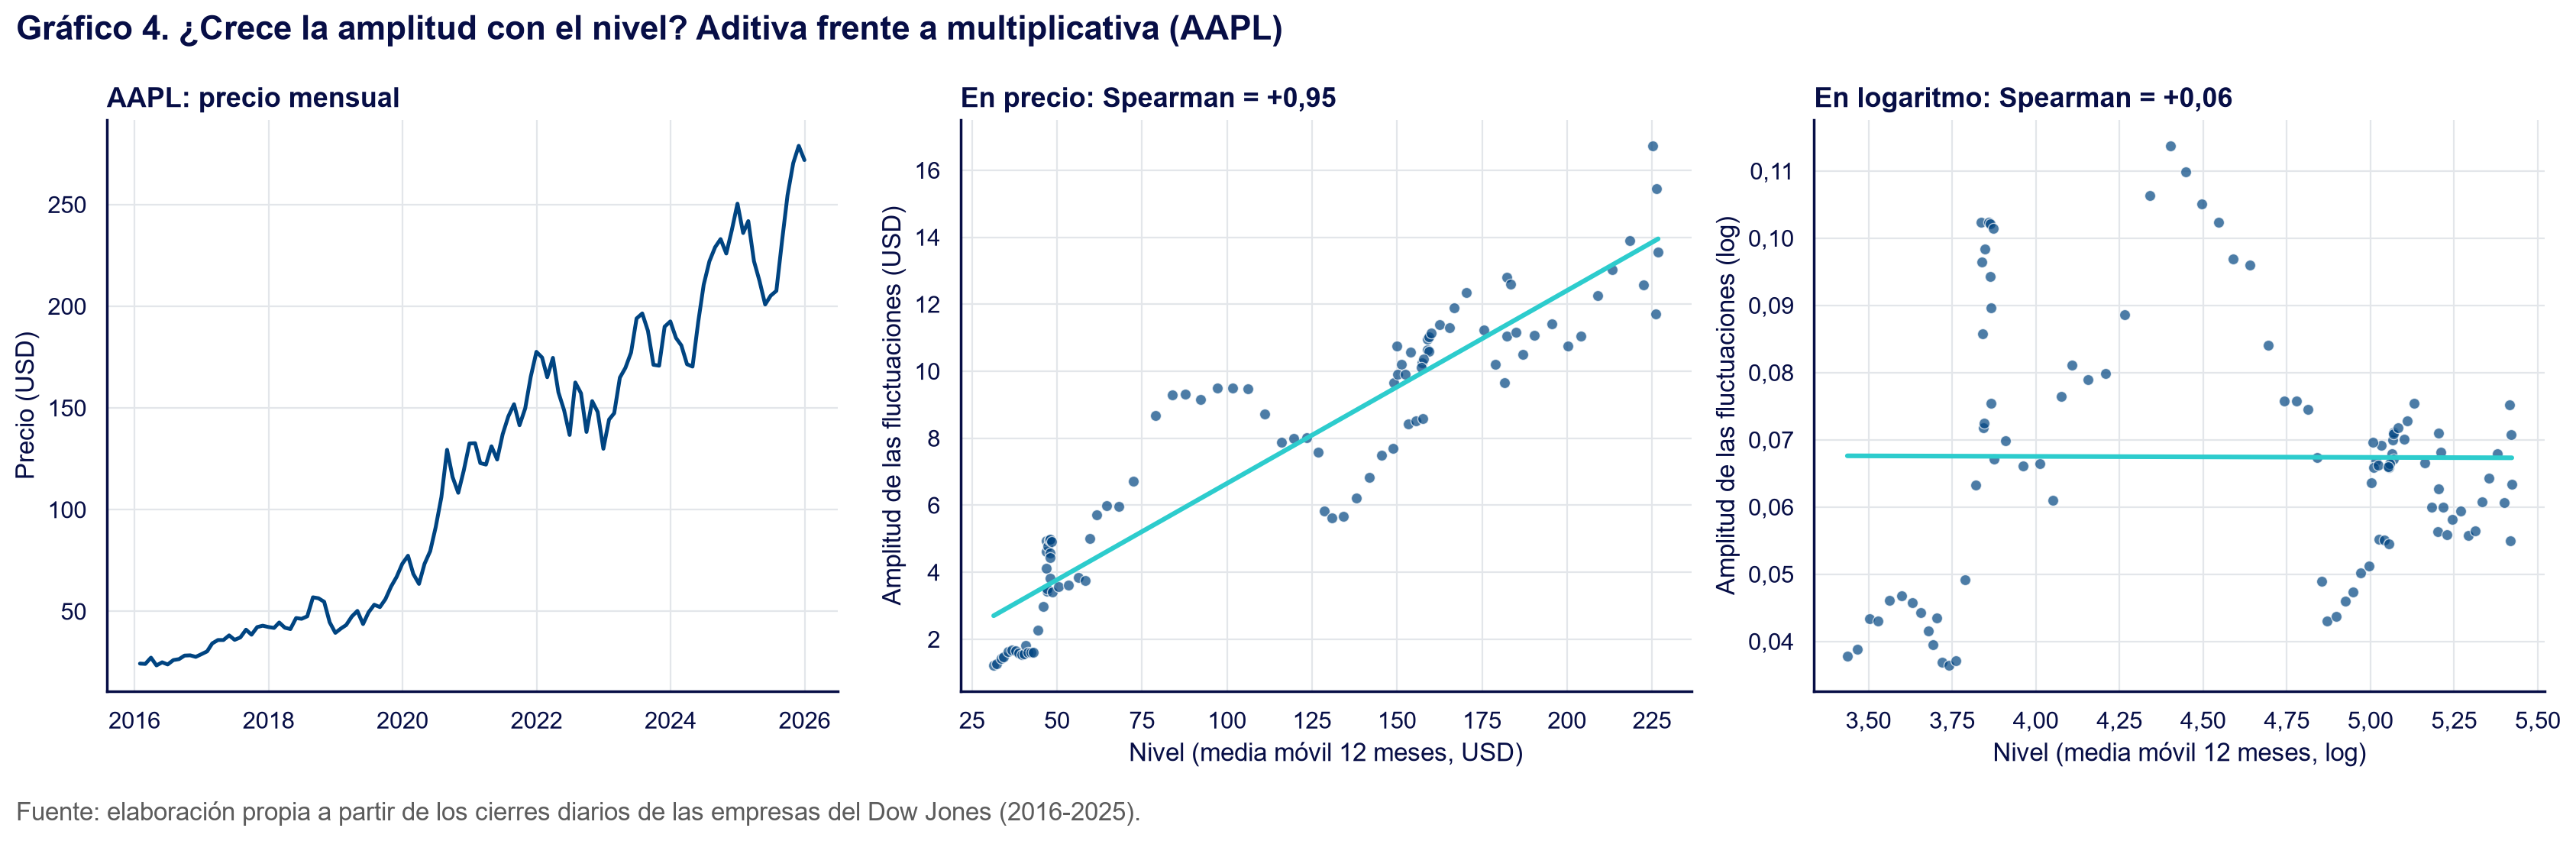 Gráfico 4. ¿Crece la amplitud con el nivel? Aditiva frente a multiplicativa (AAPL)
AAPL: precio mensual
Precio (USD)
250
200
150
100
50
2016 2018 2020 2022 2024 2026
En precio: Spearman = +0,95
Amplitud de las fluctuaciones (USD)
16
14
12
10
8
6
4
2
25 50 75 100 125 150 175 200 225
Nivel (media móvil 12 meses, USD)
En logaritmo: Spearman = +0,06
Amplitud de las fluctuaciones (log)
0,11
0,10
0,09
0,08
0,07
0,06
0,05
0,04
3,50 3,75 4,00 4,25 4,50 4,75 5,00 5,25 5,50
Nivel (media móvil 12 meses, log)
Fuente: elaboración propia a partir de los cierres diarios de las empresas del Dow Jones (2016-2025).